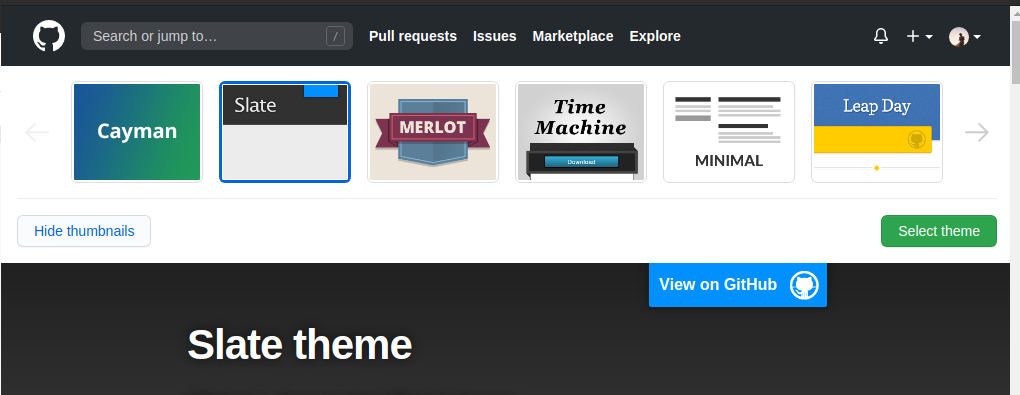 Search or jump to…
/
Pull requests
Issues
Marketplace
Explore
Cayman
Slate
MERLOT
Time
Machine
Download
MINIMAL
Leap Day
Hide thumbnails
Select theme
View on GitHub
Slate theme